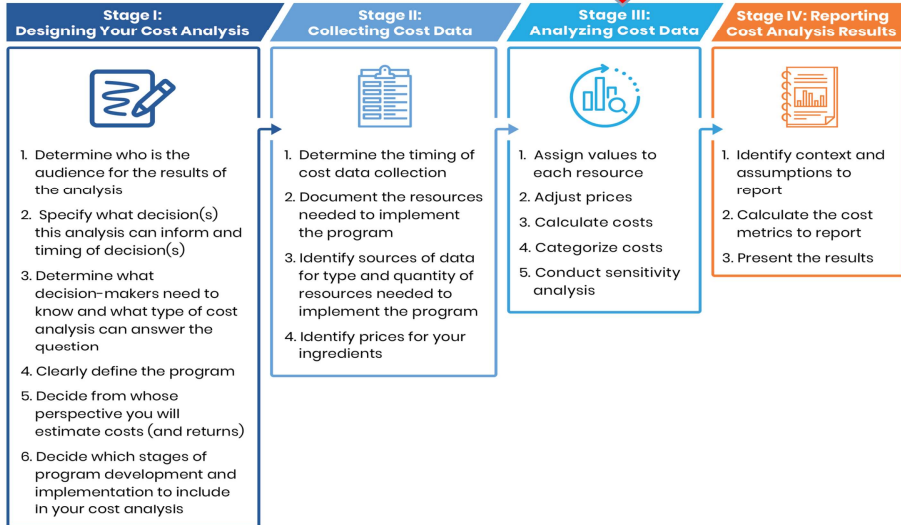 Stage I:
Designing Your Cost Analysis
1. Determine who is the
audience for the results of
the analysis
2. Specify what decision(s)
this analysis can inform and
timing of decision(s)
3. Determine what
decision-makers need to
know and what type of cost
analysis can answer the
question
4. Clearly define the program
5. Decide from whose
perspective you will
estimate costs (and returns)
6. Decide which stages of
program development and
implementation to include
in your cost analysis
Stage II:
Collecting Cost Data
1. Determine the timing of
cost data collection
2. Document the resources
needed to implement
the program
3. Identify sources of data
for type and quantity of
resources needed to
implement the program
4. Identify prices for your
ingredients
Stage III:
Analyzing Cost Data
1. Assign values to
each resource
2. Adjust prices
3. Calculate costs
4. Categorize costs
5. Conduct sensitivity
analysis
Stage IV: Reporting
Cost Analysis Results
1. Identify context and
assumptions to
report
2. Calculate the cost
metrics to report
3. Present the results